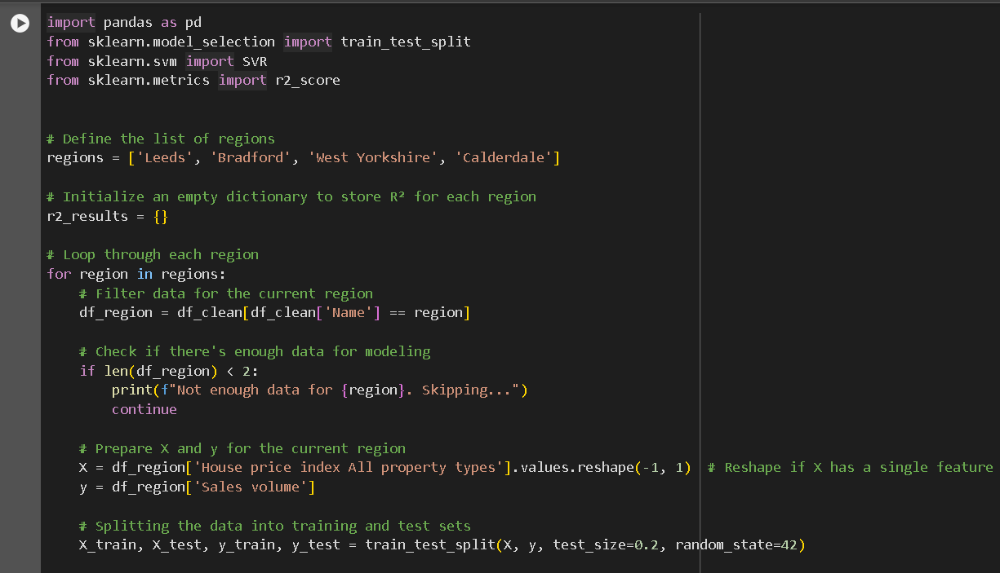 import pandas as pd
from sklearn.model_selection import train_test_split
from sklearn.svm import SVR
from sklearn.metrics import r2_score
# Define the list of regions
regions = ['Leeds', 'Bradford', 'West Yorkshire', 'Calderdale']
# Initialize an empty dictionary to store R² for each region
r2_results = {}
# Loop through each region
for region in regions:
    # Filter data for the current region
    df_region = df_clean[df_clean['Name'] == region]
    # Check if there's enough data for modeling
    if len(df_region) < 2:
        print(f"Not enough data for {region}. Skipping...")
        continue
    # Prepare X and y for the current region
    X = df_region['House price index All property types'].values.reshape(-1, 1)  # Reshape if X has a single feature
    y = df_region['Sales volume']
    # Splitting the data into training and test sets
    X_train, X_test, y_train, y_test = train_test_split(X, y, test_size=0.2, random_state=42)